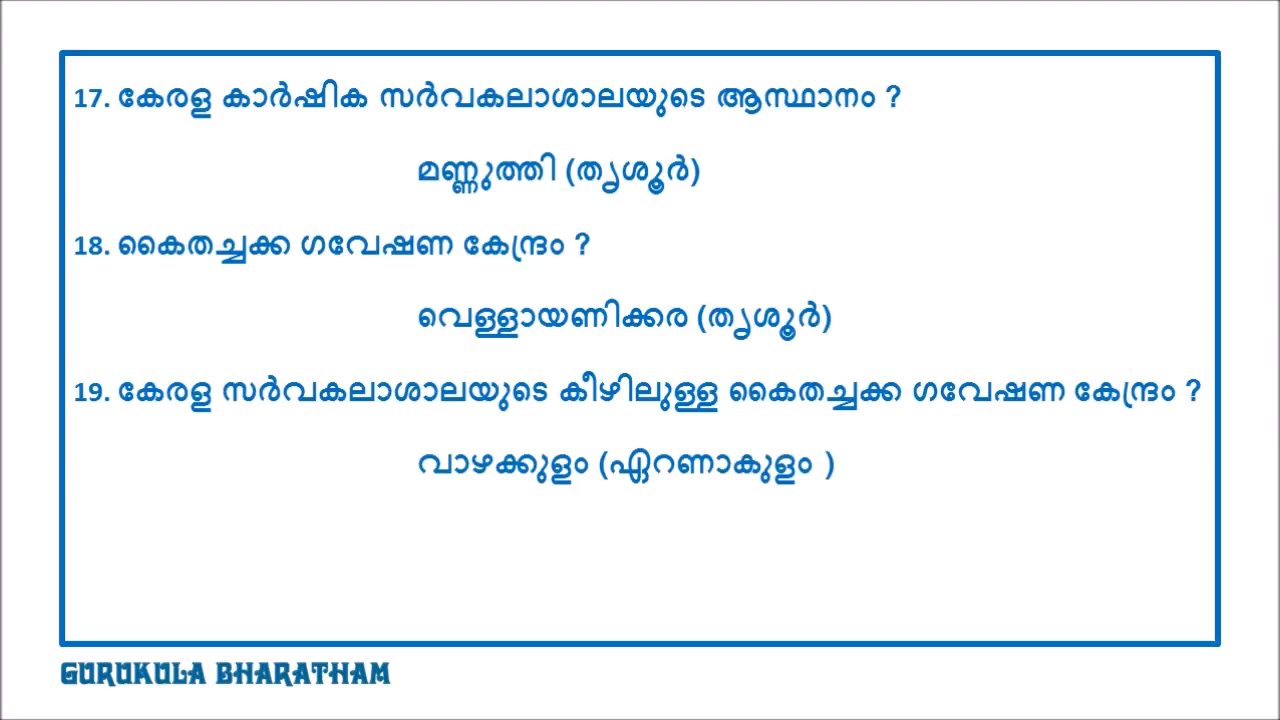 17. കേരള കാർഷിക സർവകലാശാലയുടെ ആസ്ഥാനം ?
മണ്ണുത്തി (തൃശൂർ)
18. കൈതച്ചക്ക ഗവേഷണ കേന്ദ്രം ?
വെള്ളായണിക്കര (തൃശൂർ)
19. കേരള സർവകലാശാലയുടെ കീഴിലുള്ള കൈതച്ചക്ക ഗവേഷണ കേന്ദ്രം ?
വാഴക്കുളം (ഏറണാകുളം )
GURUKULA BHARATHAM